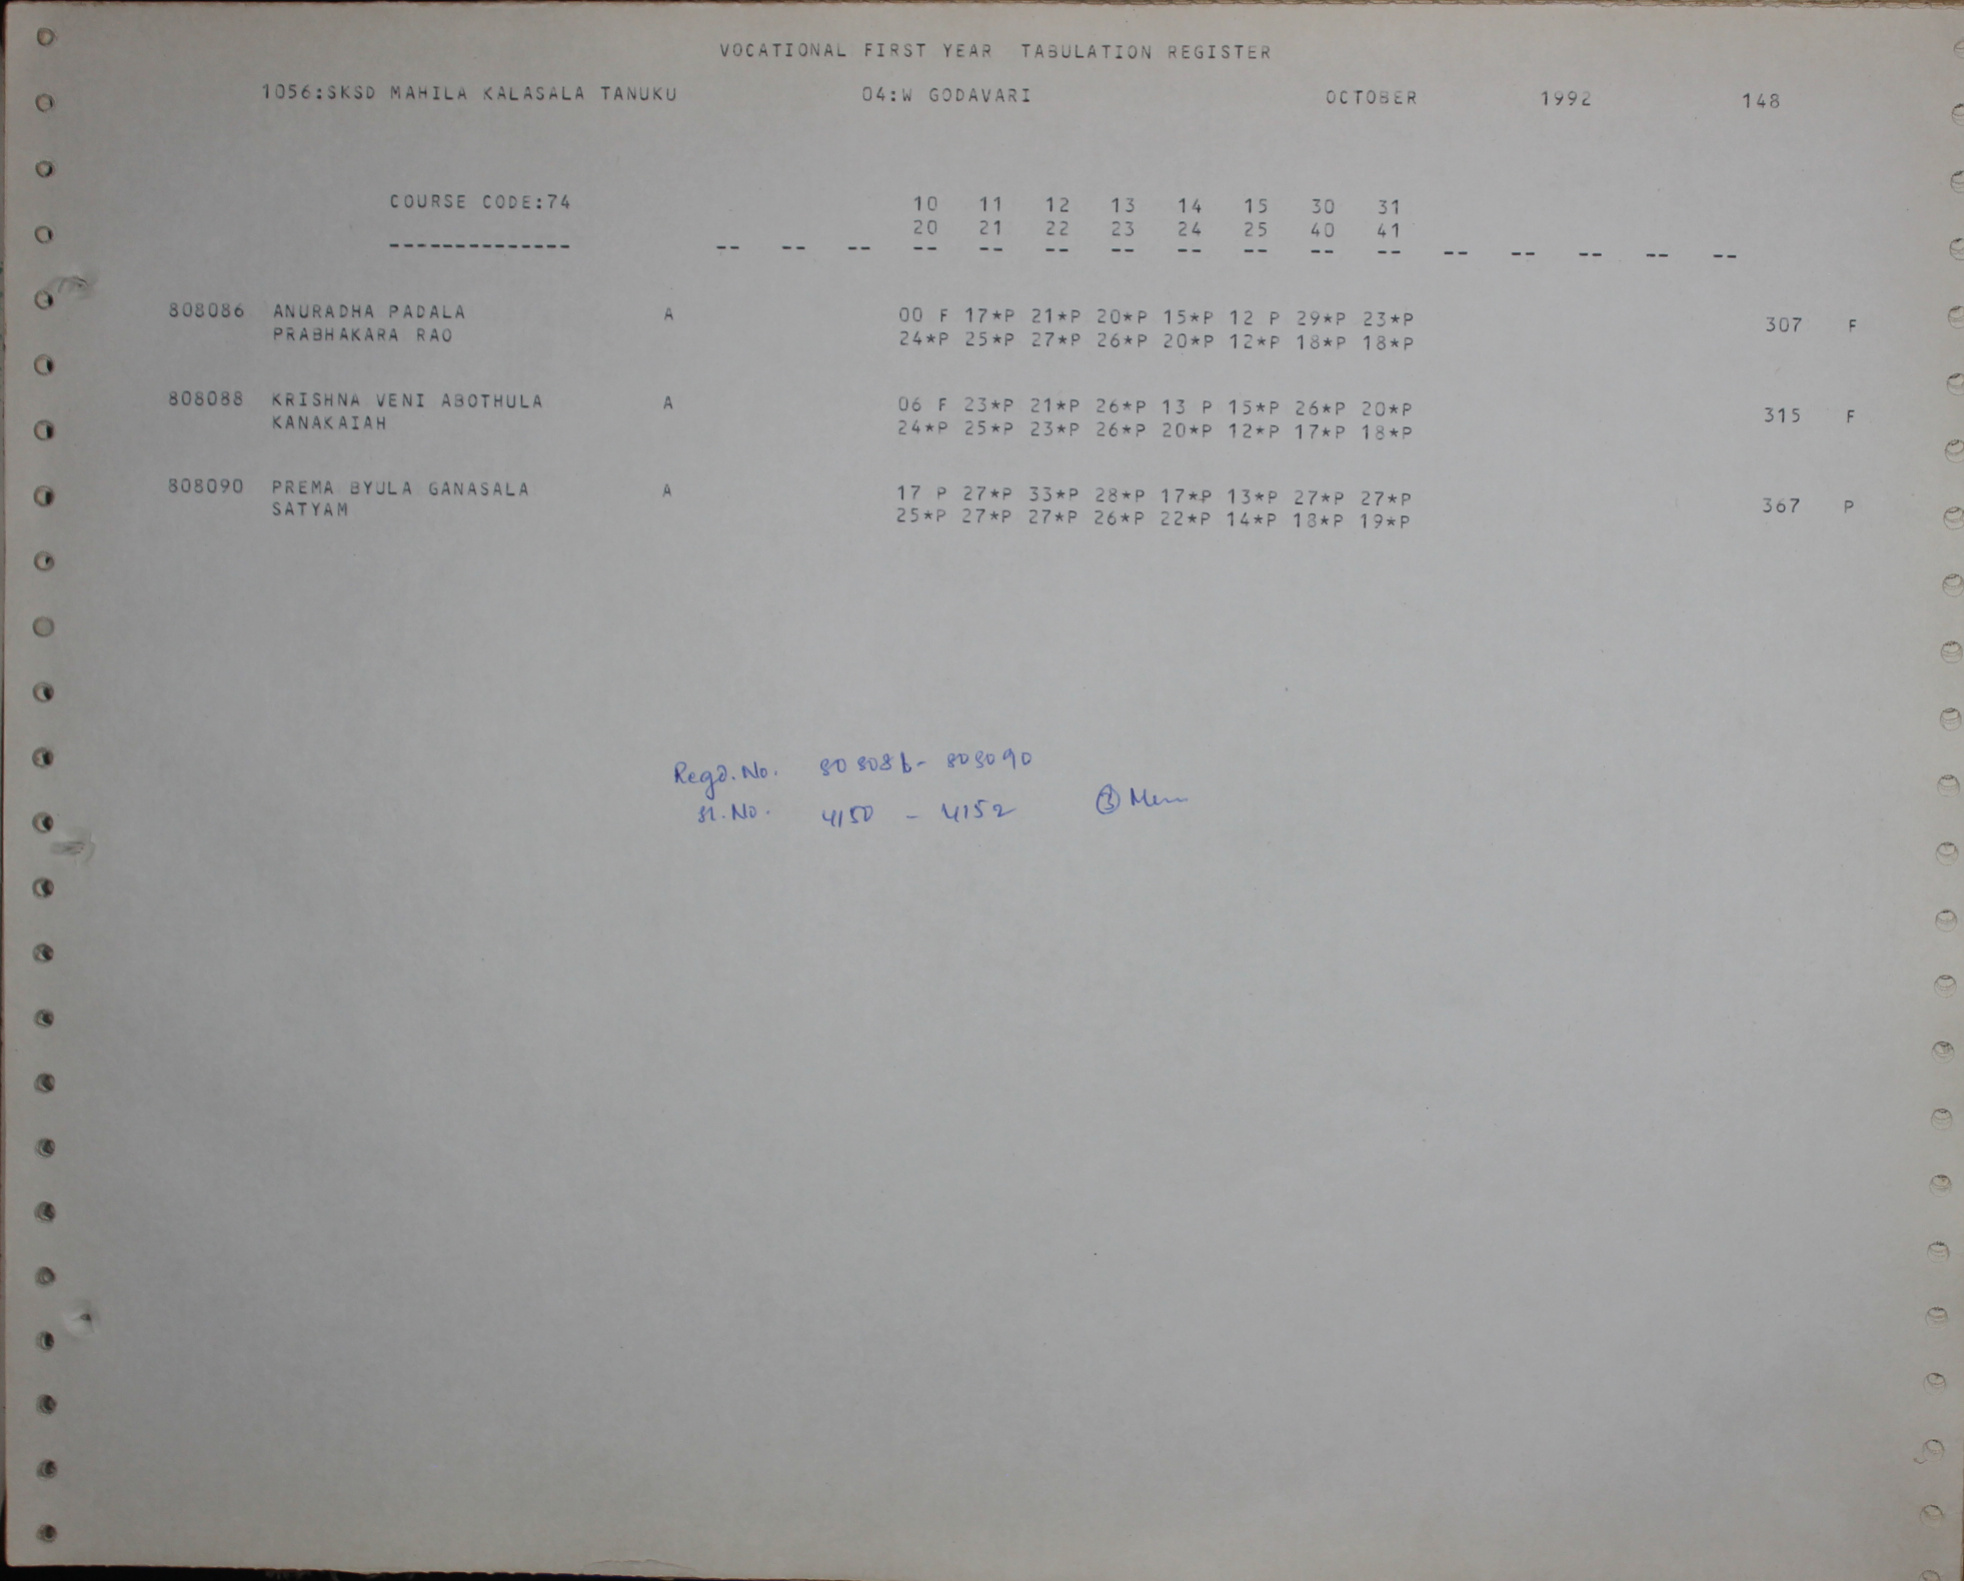 VOCATIONAL FIRST YEAR TABULATION REGISTER
1056:SKSD MAHILA KALASALA TANUKU 04:W GODAVARI OCTOBER 1992 148
COURSE CODE:74 10 11 12 13 14 15 30 31
20 21 22 23 24 25 40 41
-------------- -- -- -- -- -- -- -- -- -- -- -- -- -- -- -- --
808086 ANURADHA PADALA A 00 F 17*P 21*P 20*P 15*P 12 P 29*P 23*P 307 F
PRABHAKARA RAO 24*P 25*P 27*P 26*P 20*P 12*P 18*P 18*P
808088 KRISHNA VENI ABOTHULA A 06 F 23*P 21*P 26*P 13 P 15*P 26*P 20*P 315 F
KANAKAIAH 24*P 25*P 23*P 26*P 20*P 12*P 17*P 18*P
808090 PREMA BYULA GANASALA A 17 P 27*P 33*P 28*P 17*P 13*P 27*P 27*P 367 P
SATYAM 25*P 27*P 27*P 26*P 22*P 14*P 18*P 19*P
Regd. No. 808086 - 808090
Sl. No. 4150 - 4152 3